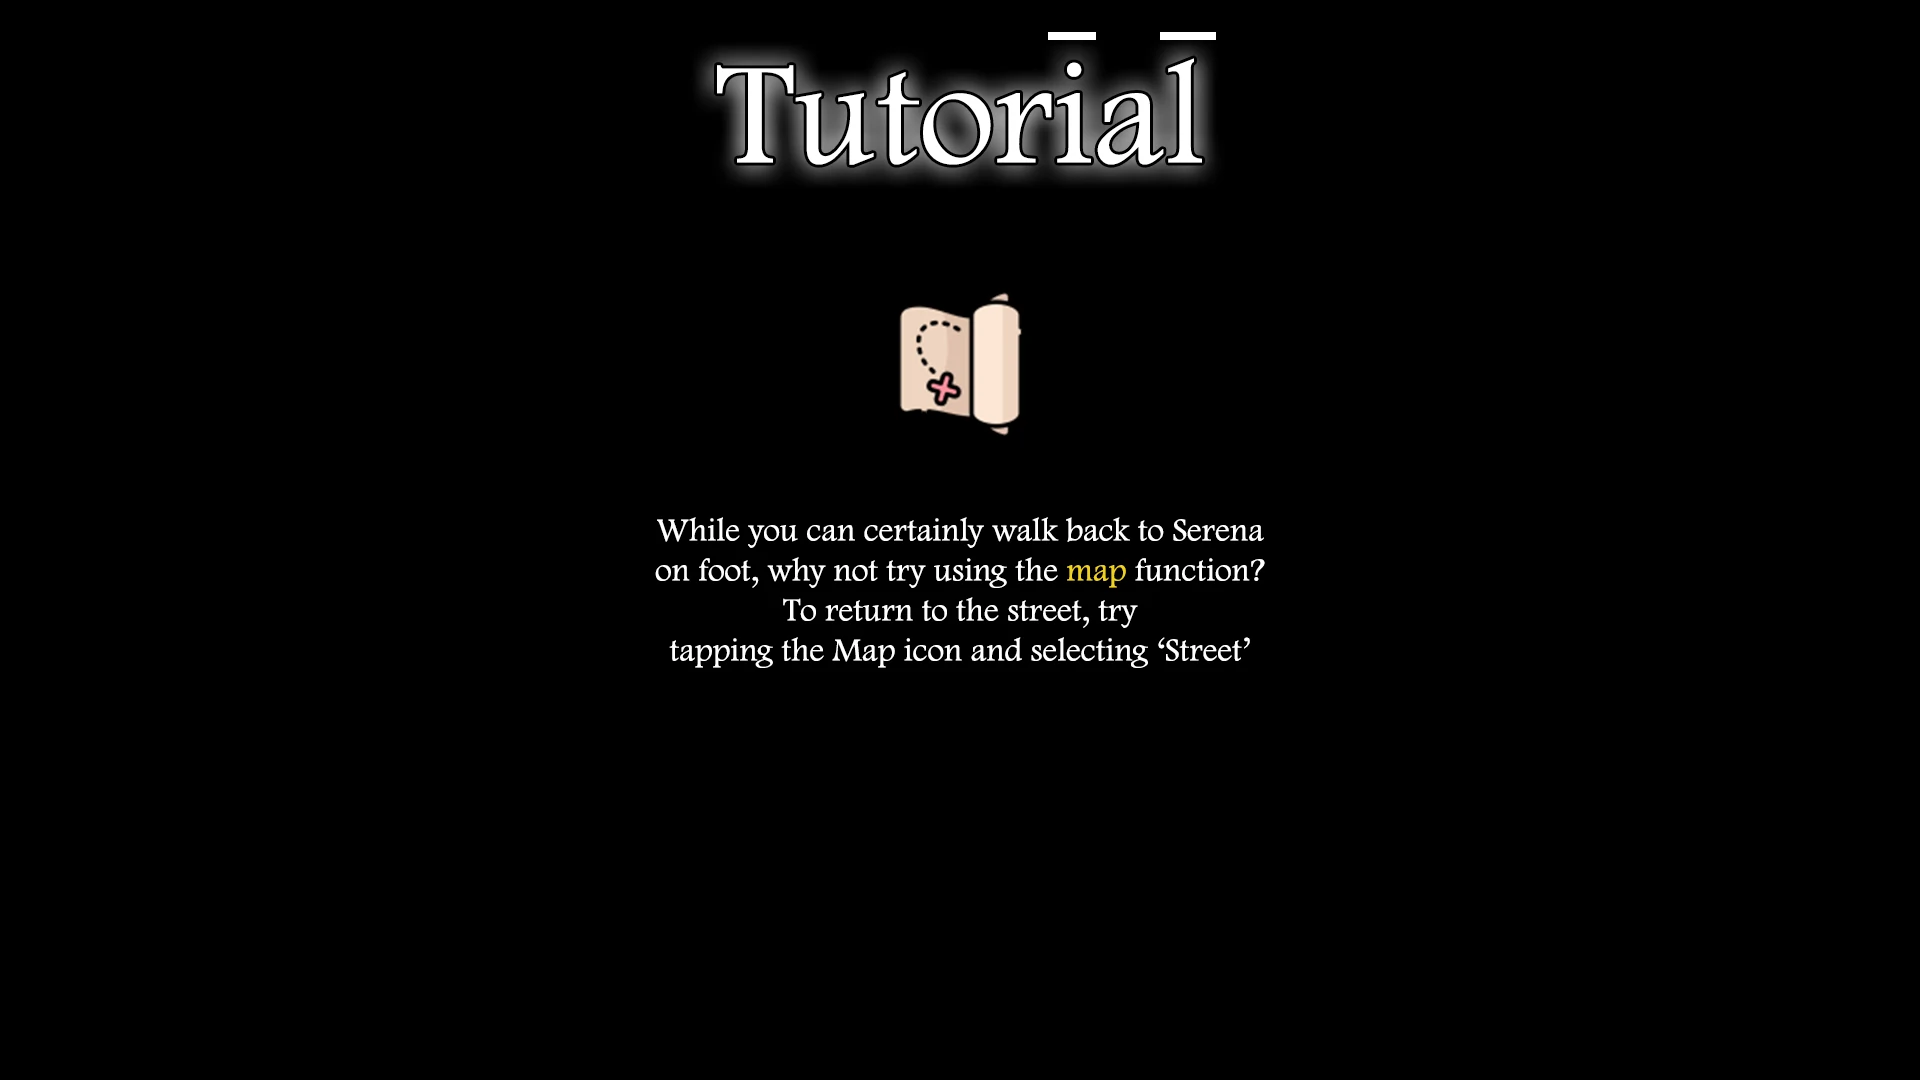 Tutorial
While you can certainly walk back to Serena
on foot, why not try using the map function?
To return to the street, try
tapping the Map icon and selecting ‘Street’